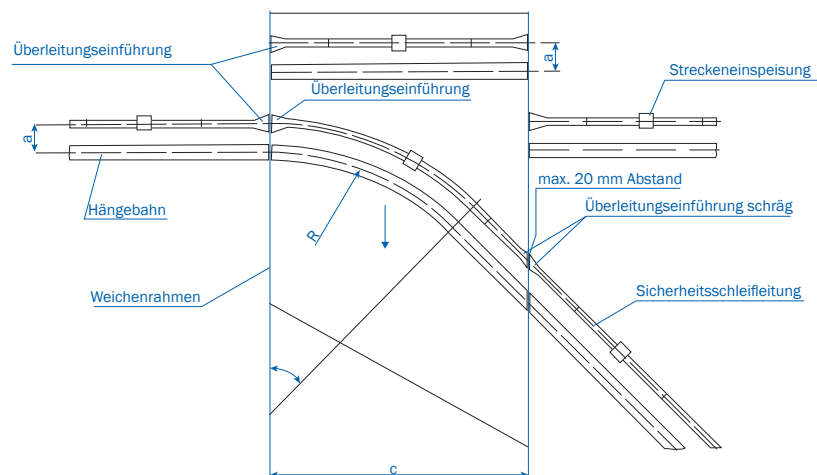 Überleitungseinführung
a
Streckeneinspeisung
Überleitungseinführung
a
max. 20 mm Abstand
Hängebahn
Überleitungseinführung schräg
R
Weichenrahmen
Sicherheitsschleifleitung
c